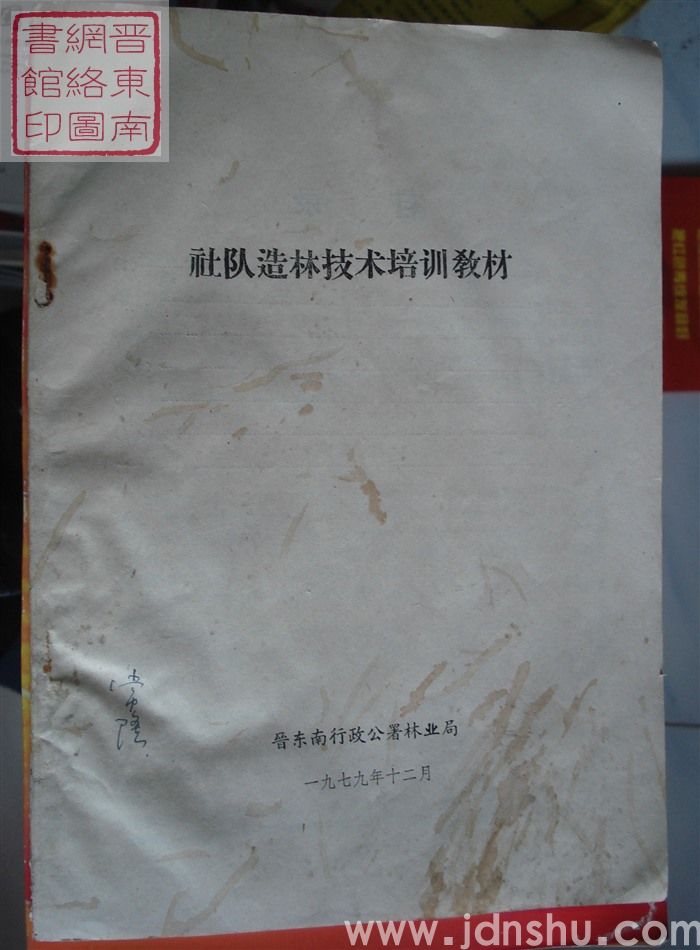 晋東南
網絡圖
書館印
社队造林技术培训教材
常隆
晋东南行政公署林业局
一九七九年十二月
www.jdnshu.com